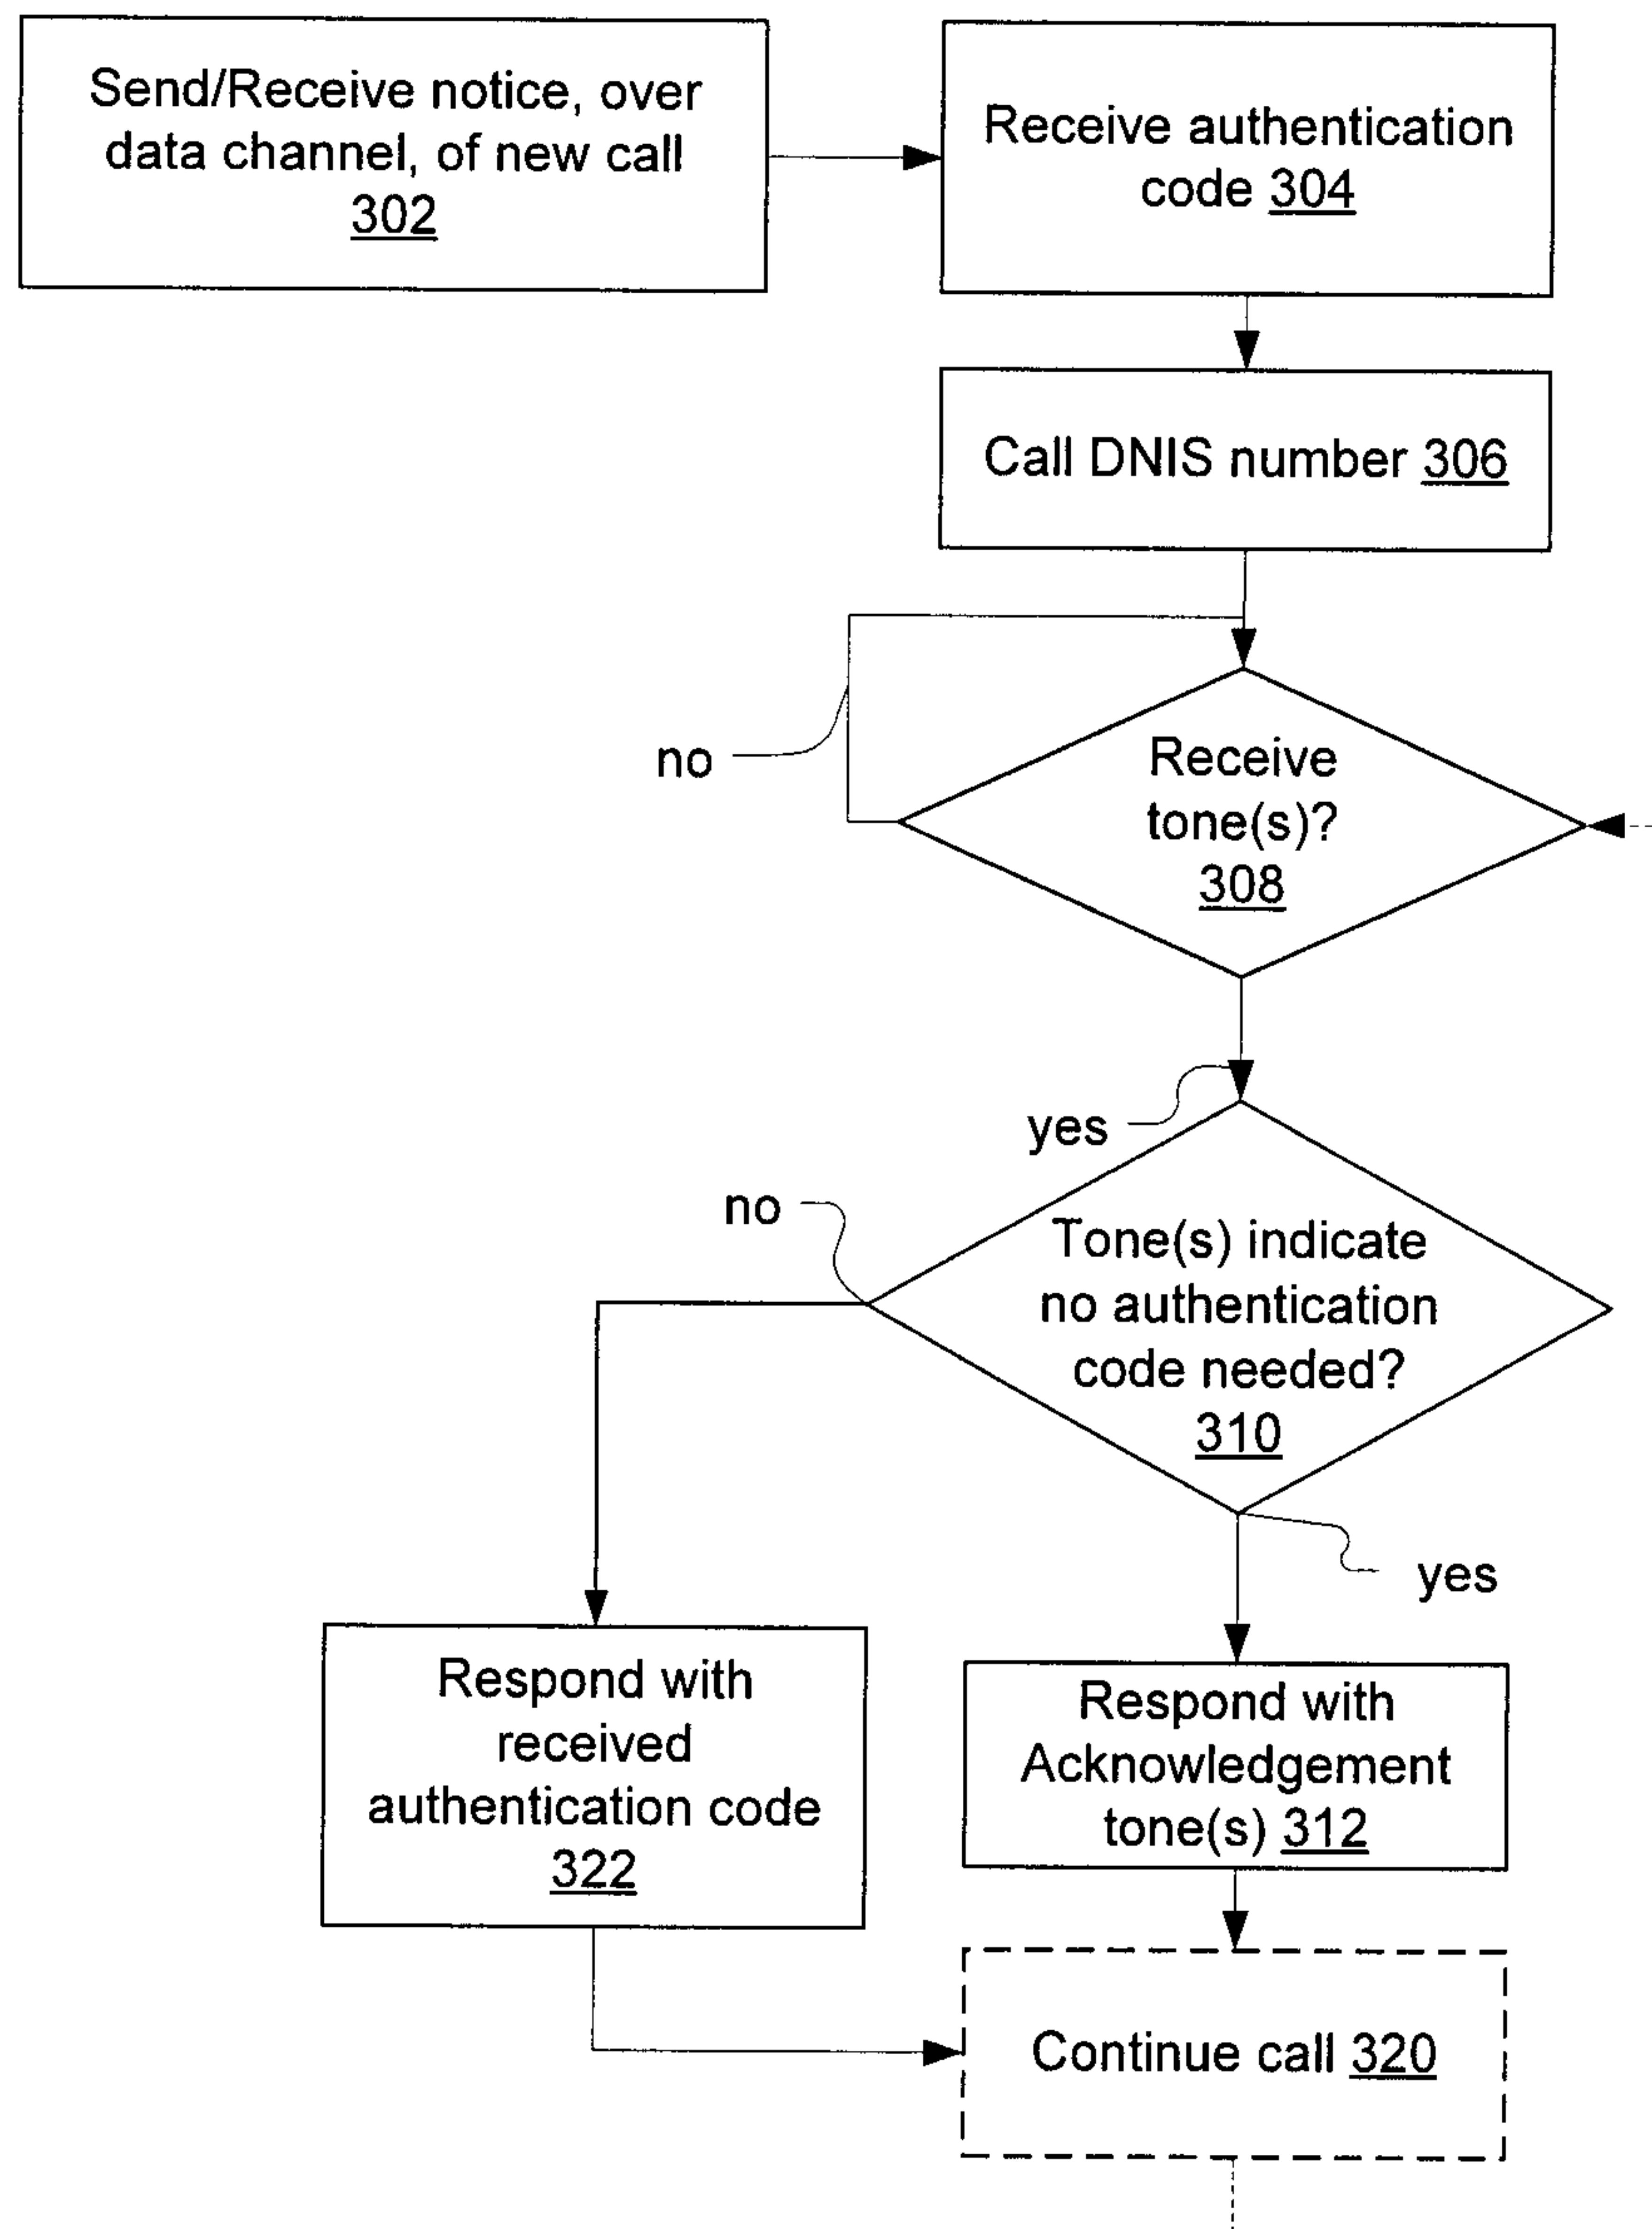 Send/Receive notice, over
data channel, of new call
302
Receive authentication
code 304
Call DNIS number 306
no
Receive
tone(s)?
308
yes
no
Tone(s) indicate
no authentication
code needed?
310
yes
Respond with
received
authentication code
322
Respond with
Acknowledgement
tone(s) 312
Continue call 320